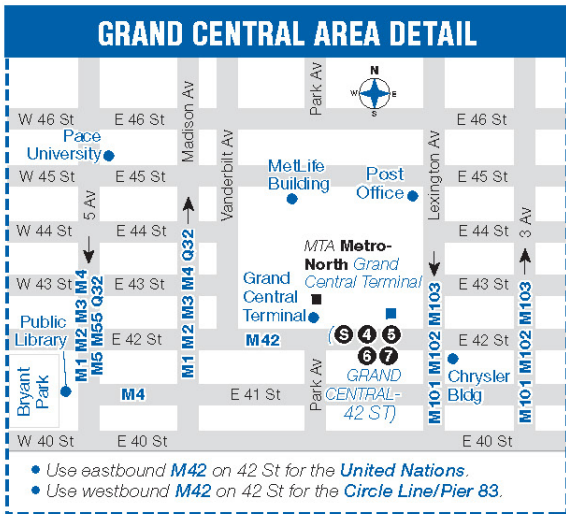 GRAND CENTRAL AREA DETAIL
Park Av
N
W E
S
Madison Av
W 46 St
E 46 St
E 46 St
Pace
University
Vanderbilt Av
MetLife
Building
Post
Office
Lexington Av
W 45 St
E 45 St
E 45 St
5 Av
3 Av
W 44 St
E 44 St
MTA Metro-
North Grand
Central Terminal
W 43 St
E 43 St
E 43 St
Grand
Central
Terminal
M1 M2 M3 M4
M5 M55 Q32
M1 M2 M3 M4 Q32
M101 M102 M103
M101 M102 M103
Public
Library
E 42 St
M42
(S 4 5
6 7
GRAND
CENTRAL-
42 ST)
E 42 St
Chrysler
Bldg
Bryant
Park
M4
E 41 St
Park Av
W 40 St
E 40 St
E 40 St
• Use eastbound M42 on 42 St for the United Nations.
• Use westbound M42 on 42 St for the Circle Line/Pier 83.